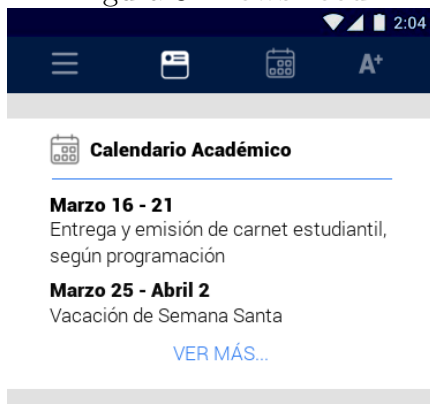 2:04
A+
Calendario Académico
Marzo 16 - 21
Entrega y emisión de carnet estudiantil,
según programación
Marzo 25 - Abril 2
Vacación de Semana Santa
VER MÁS...